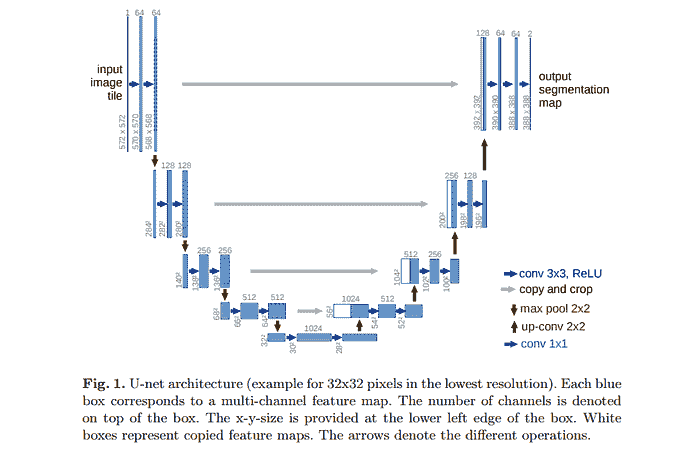 1 64 64
128 64 64 2
input
image
tile
output
segmentation
map
572 x 572
570 x 570
568 x 568
392 x 392
390 x 390
388 x 388
388 x 388
128 128
256 128
284²
282²
280²
200²
198²
196²
256 256
512 256
140²
138²
136²
104²
102²
100²
512 512
1024 512
68²
66²
64²
56²
54²
52²
1024
32²
30²
28²
conv 3x3, ReLU
copy and crop
max pool 2x2
up-conv 2x2
conv 1x1
Fig. 1. U-net architecture (example for 32x32 pixels in the lowest resolution). Each blue
box corresponds to a multi-channel feature map. The number of channels is denoted
on top of the box. The x-y-size is provided at the lower left edge of the box. White
boxes represent copied feature maps. The arrows denote the different operations.